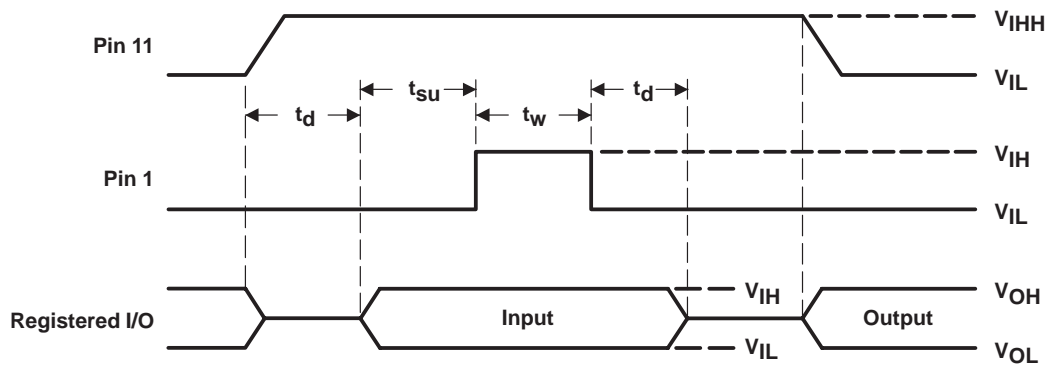 Pin 11
VIHH
VIL
tsu
td
td
tw
Pin 1
VIH
VIL
Registered I/O
Input
VIH
VIL
Output
VOH
VOL